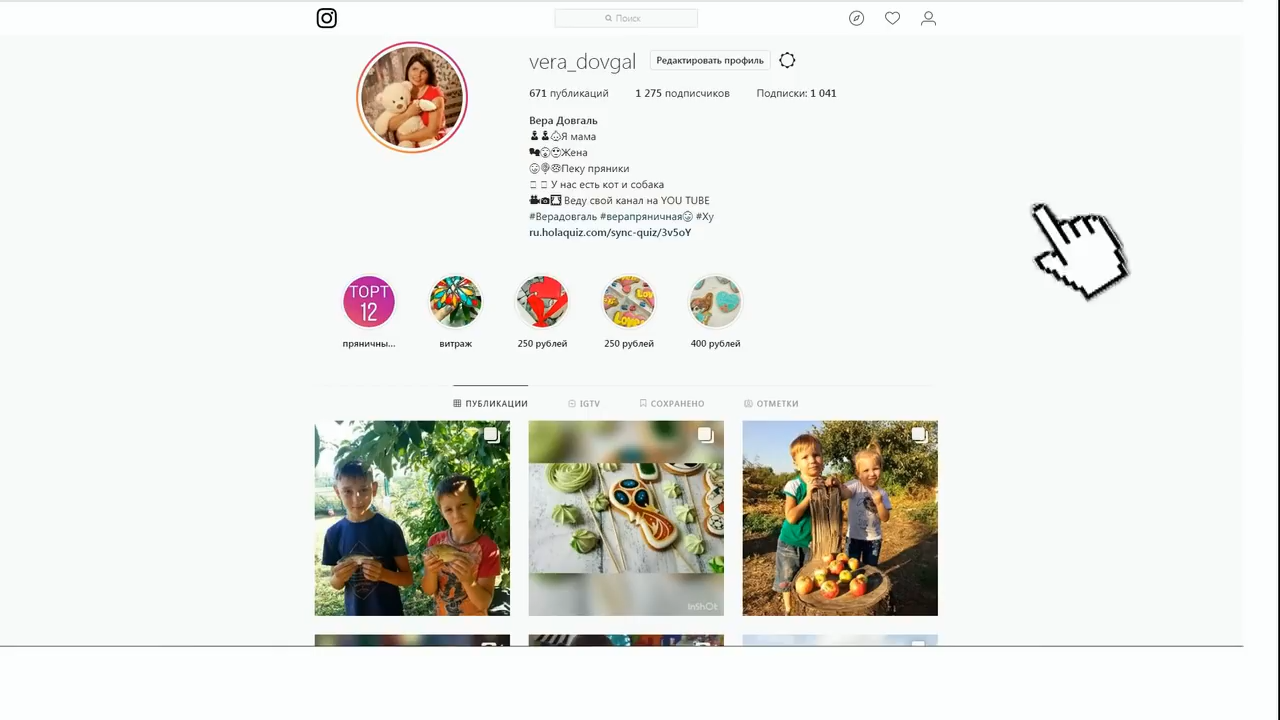 Поиск
vera_dovgal Редактировать профиль
671 публикаций 1 275 подписчиков Подписки: 1 041
Вера Довгаль
Я мама
Жена
Пеку пряники
У нас есть кот и собака
Веду свой канал на YOU TUBE
#Верадовгаль #верапряничная #Ху
ru.holaquiz.com/sync-quiz/3v5oY
ТОРТ
12
пряничны... витраж 250 рублей 250 рублей 400 рублей
ПУБЛИКАЦИИ IGTV СОХРАНЕНО ОТМЕТКИ
InShOt